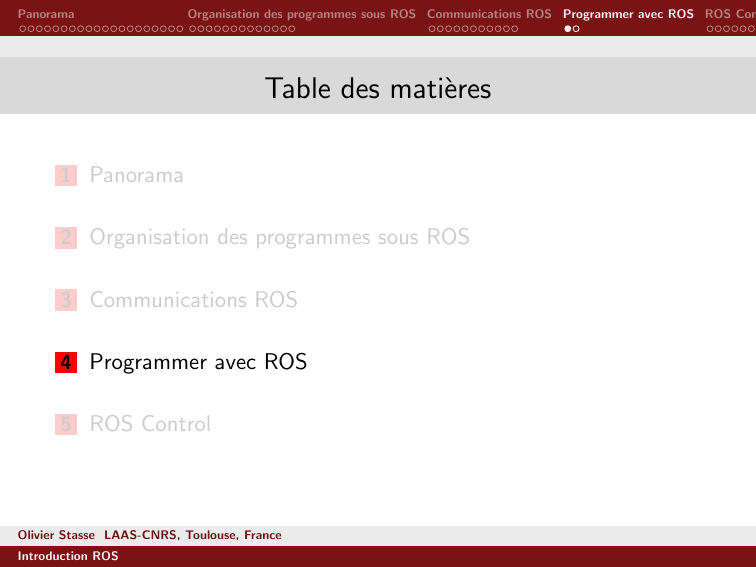 Panorama Organisation des programmes sous ROS Communications ROS Programmer avec ROS ROS Con
Table des matières
1 Panorama
2 Organisation des programmes sous ROS
3 Communications ROS
4 Programmer avec ROS
5 ROS Control
Olivier Stasse LAAS-CNRS, Toulouse, France
Introduction ROS